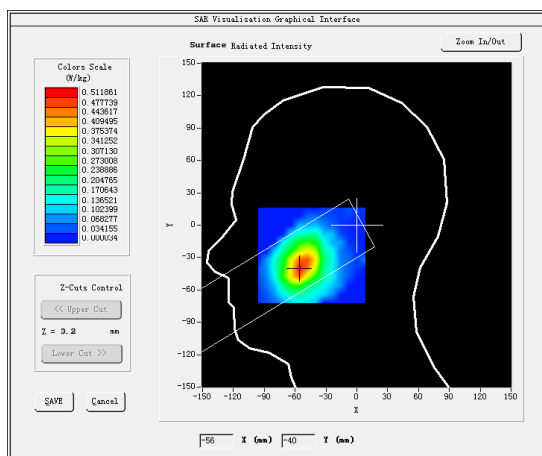 SAR Visualisation Graphical Interface
Surface Radiated Intensity
Zoom In/Out
Colors Scale
(W/kg)
0.511861
0.477739
0.443617
0.409495
0.375374
0.341252
0.307130
0.273008
0.238886
0.204765
0.170643
0.136521
0.102399
0.068277
0.034155
0.000034
150
120
90
60
30
0
-30
-60
-90
-120
-150
Y
-150 -120 -90 -60 -30 0 30 60 90 120 150
X
Z-Cuts Control
<< Upper Cut
Z = 0.2 mm
Lower Cut >>
SAVE Cancel
-56 X (mm) -40 Y (mm)